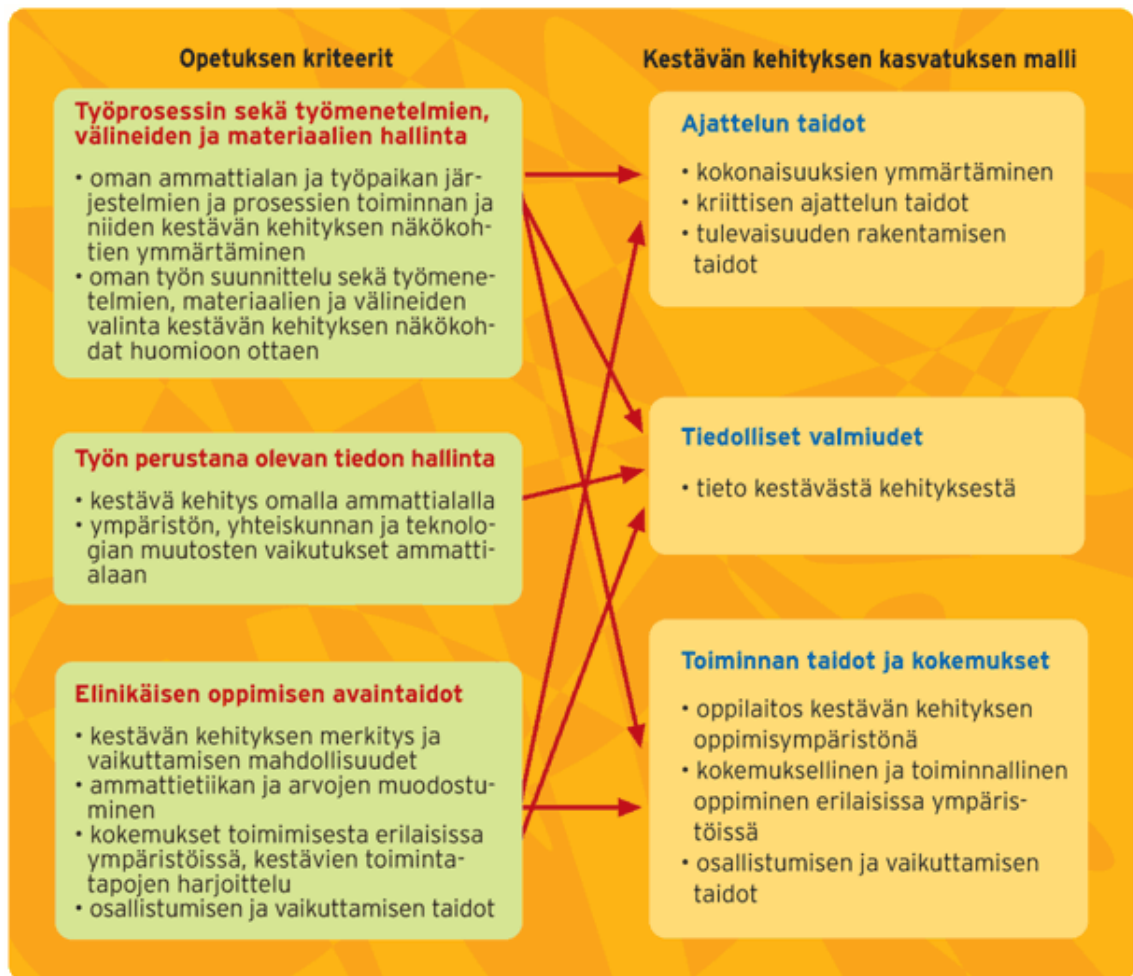 Opetuksen kriteerit
Työprosessin sekä työmenetelmien,
välineiden ja materiaalien hallinta
• oman ammattialan ja työpaikan jär-
jestelmien ja prosessien toiminnan ja
niiden kestävän kehityksen näkökoh-
tien ymmärtäminen
• oman työn suunnittelu sekä työmene-
telmien, materiaalien ja välineiden
valinta kestävän kehityksen näkökoh-
dat huomioon ottaen
Työn perustana olevan tiedon hallinta
• kestävä kehitys omalla ammattialalla
• ympäristön, yhteiskunnan ja teknolo-
gian muutosten vaikutukset ammatti-
alaan
Elinikäisen oppimisen avaintaidot
• kestävän kehityksen merkitys ja
vaikuttamisen mahdollisuudet
• ammattietiikan ja arvojen muodostu-
minen
• kokemukset toimimisesta erilaisissa
ympäristöissä, kestävien toiminta-
tapojen harjoittelu
• osallistumisen ja vaikuttamisen taidot
Kestävän kehityksen kasvatuksen malli
Ajattelun taidot
• kokonaisuuksien ymmärtäminen
• kriittisen ajattelun taidot
• tulevaisuuden rakentamisen
taidot
Tiedolliset valmiudet
• tieto kestävästä kehityksestä
Toiminnan taidot ja kokemukset
• oppilaitos kestävän kehityksen
oppimisympäristönä
• kokemuksellinen ja toiminnallinen
oppiminen erilaisissa ympäris-
töissä
• osallistumisen ja vaikuttamisen
taidot